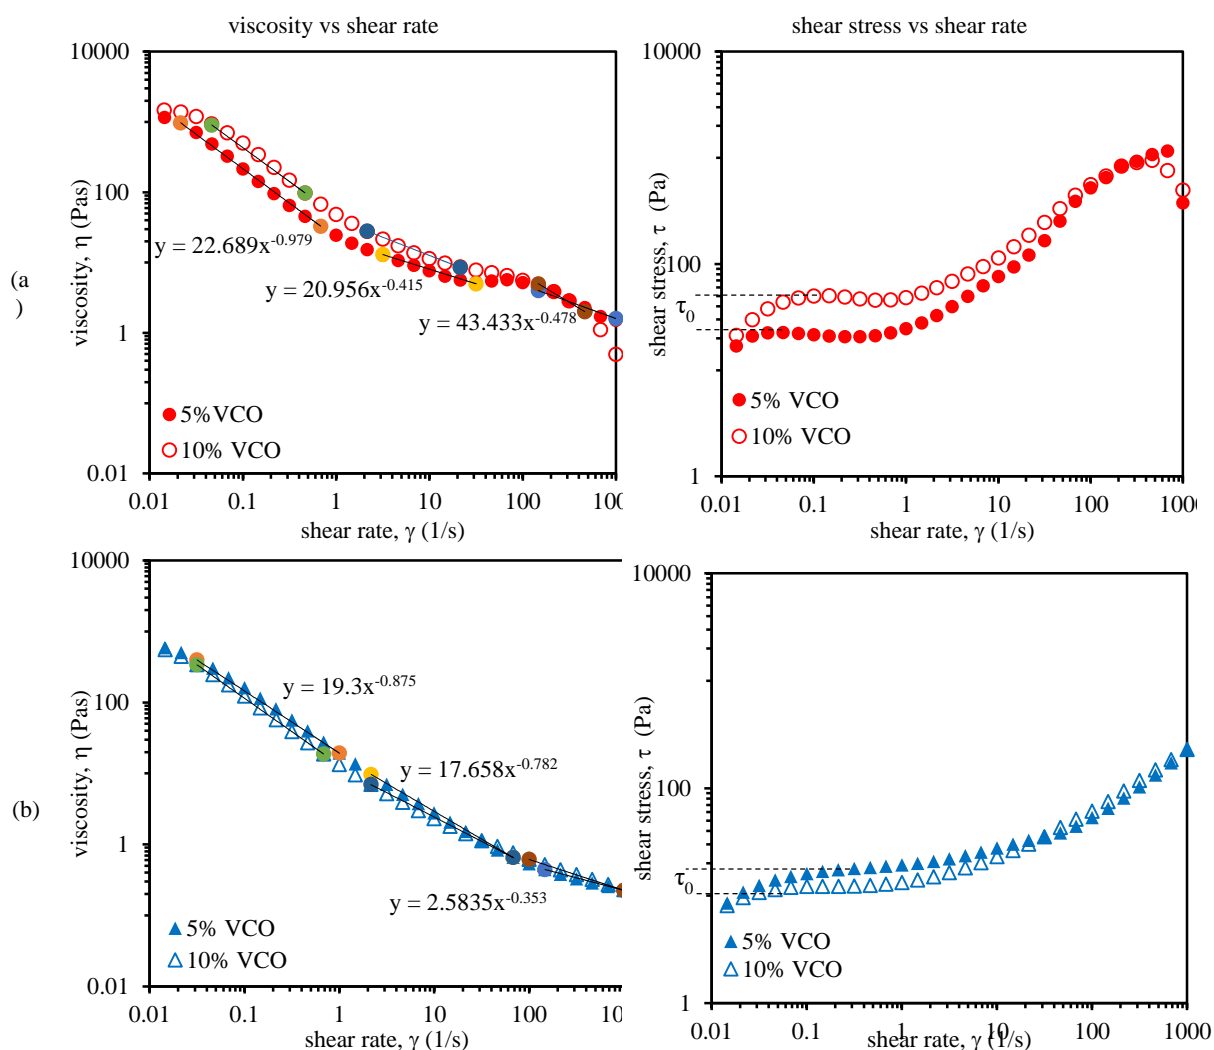 viscosity vs shear rate
shear stress vs shear rate
(a
)
viscosity, η (Pas)
10000
100
1
0.01
y = 22.689x-0.979
y = 20.956x-0.415
y = 43.433x-0.478
5%VCO
10% VCO
0.01 0.1 1 10 100 1000
shear rate, γ (1/s)
shear stress, τ (Pa)
10000
100
1
τ0
5% VCO
10% VCO
0.01 0.1 1 10 100 1000
shear rate, γ (1/s)
(b)
viscosity, η (Pas)
10000
100
1
0.01
y = 19.3x-0.875
y = 17.658x-0.782
y = 2.5835x-0.353
5% VCO
10% VCO
0.01 0.1 1 10 100 10
shear rate, γ (1/s)
shear stress, τ (Pa)
10000
100
1
τ0
5% VCO
10% VCO
0.01 0.1 1 10 100 1000
shear rate, γ (1/s)